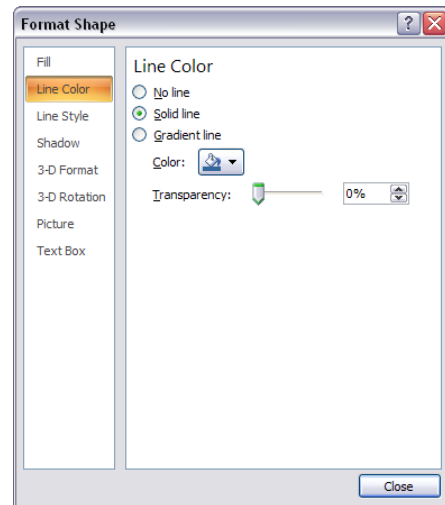 Format Shape
Fill
Line Color
Line Style
Shadow
3-D Format
3-D Rotation
Picture
Text Box
Line Color
No line
Solid line
Gradient line
Color:
Transparency: 0%
Close